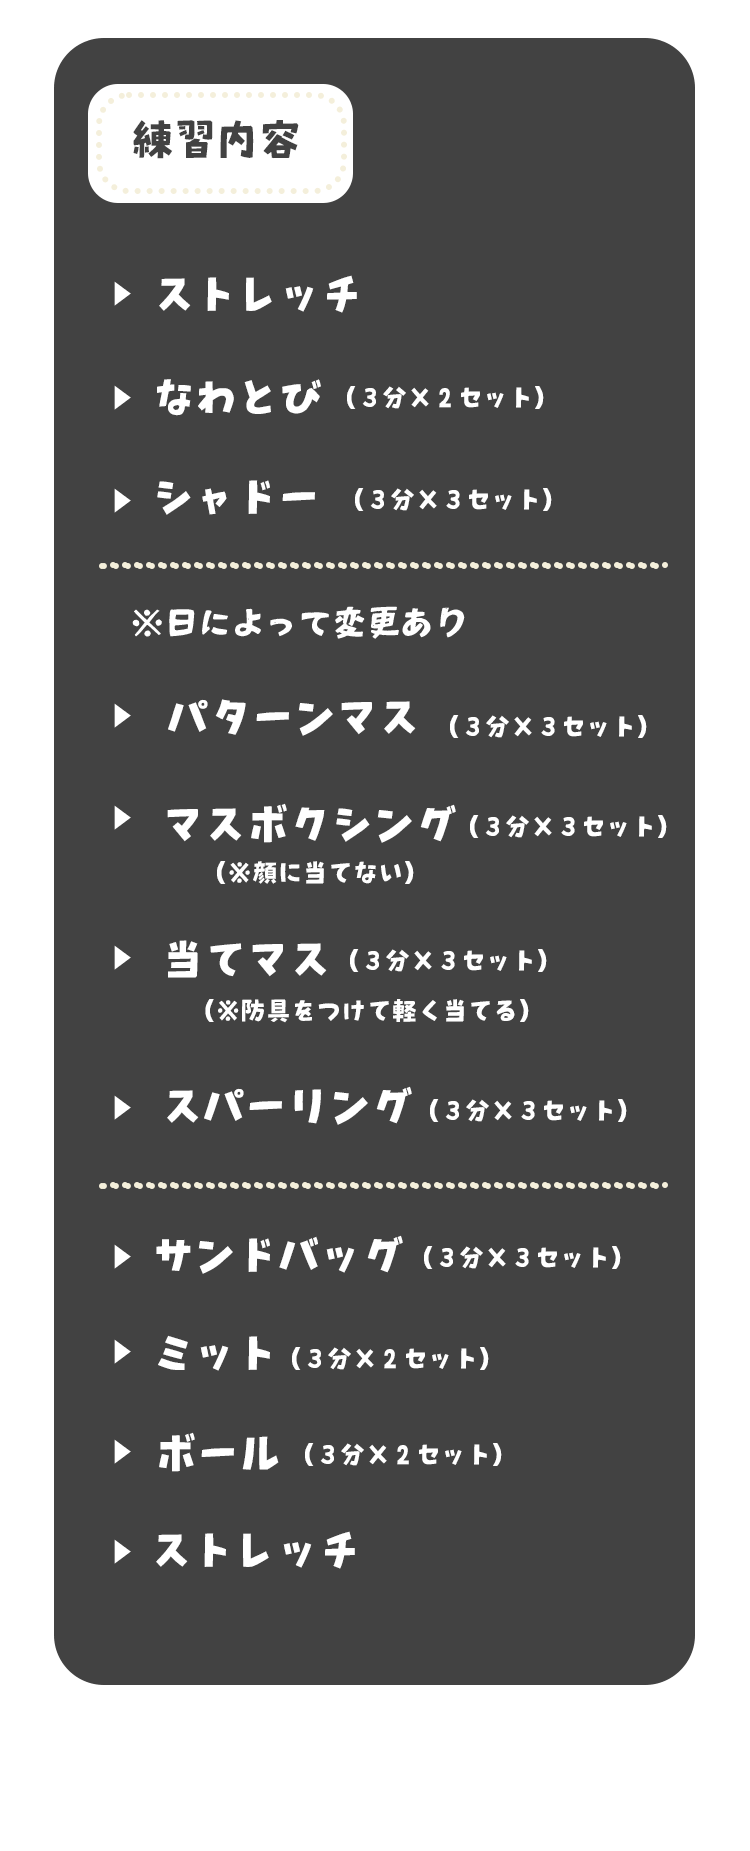 練習内容
▶ ストレッチ
▶ なわとび (3分×2セット)
▶ シャドー (3分×3セット)
※日によって変更あり
▶ パターンマス (3分×3セット)
▶ マスボクシング (3分×3セット)
(※顔に当てない)
▶ 当てマス (3分×3セット)
(※防具をつけて軽く当てる)
▶ スパーリング (3分×3セット)
▶ サンドバッグ (3分×3セット)
▶ ミット (3分×2セット)
▶ ボール (3分×2セット)
▶ ストレッチ